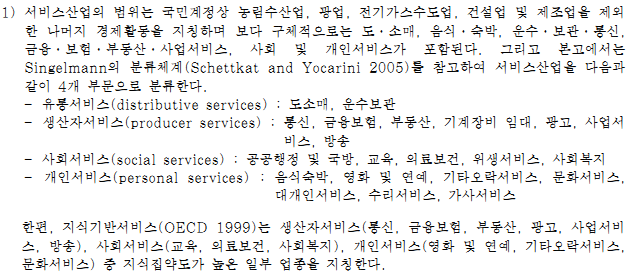 1) 서비스산업의 범위는 국민계정상 농림수산업, 광업, 전기가스수도업, 건설업 및 제조업을 제외
한 나머지 경제활동을 지칭하며 보다 구체적으로는 도·소매, 음식·숙박, 운수·보관·통신,
금융·보험·부동산·사업서비스, 사회 및 개인서비스가 포함된다. 그리고 본고에서는
Singelmann의 분류체계(Schettkat and Yocarini 2005)를 참고하여 서비스산업을 다음과
같이 4개 부문으로 분류한다.
- 유통서비스(distributive services) : 도소매, 운수보관
- 생산자서비스(producer services) : 통신, 금융보험, 부동산, 기계장비 임대, 광고, 사업서
비스, 방송
- 사회서비스(social services) : 공공행정 및 국방, 교육, 의료보건, 위생서비스, 사회복지
- 개인서비스(personal services) : 음식숙박, 영화 및 연예, 기타오락서비스, 문화서비스,
대개인서비스, 수리서비스, 가사서비스
한편, 지식기반서비스(OECD 1999)는 생산자서비스(통신, 금융보험, 부동산, 광고, 사업서비
스, 방송), 사회서비스(교육, 의료보건, 사회복지), 개인서비스(영화 및 연예, 기타오락서비스,
문화서비스) 중 지식집약도가 높은 일부 업종을 지칭한다.